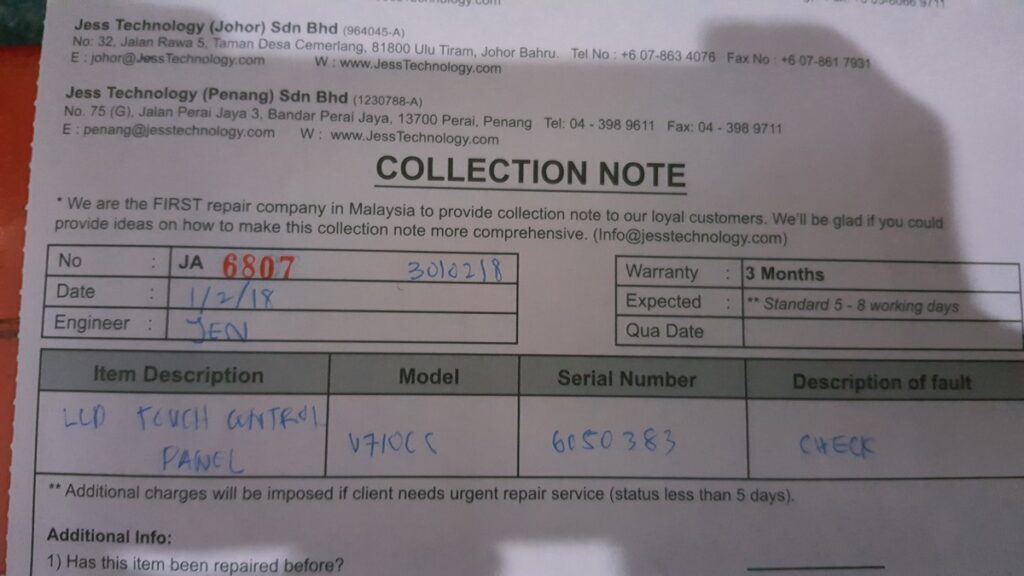 Jess Technology (Johor) Sdn Bhd (964045-A)
No: 32, Jalan Rawa 5, Taman Desa Cemerlang, 81800 Ulu Tiram, Johor Bahru. Tel No : +6 07-863 4076 Fax No : +6 07-861 7931
E : johor@JessTechnology.com W : www.JessTechnology.com
Jess Technology (Penang) Sdn Bhd (1230788-A)
No. 75 (G), Jalan Perai Jaya 3, Bandar Perai Jaya, 13700 Perai, Penang Tel: 04 - 398 9611 Fax: 04 - 398 9711
E : penang@jesstechnology.com W : www.JessTechnology.com
COLLECTION NOTE
* We are the FIRST repair company in Malaysia to provide collection note to our loyal customers. We'll be glad if you could
provide ideas on how to make this collection note more comprehensive. (Info@jesstechnology.com)
No : JA 6807 3010218
Date : 1/2/18
Engineer : JEN
Warranty : 3 Months
Expected : ** Standard 5 - 8 working days
Qua Date
Item Description Model Serial Number Description of fault
LCD TOUCH CONTROL V710CS 6050383 CHECK
PANEL
** Additional charges will be imposed if client needs urgent repair service (status less than 5 days).
Additional Info:
1) Has this item been repaired before?